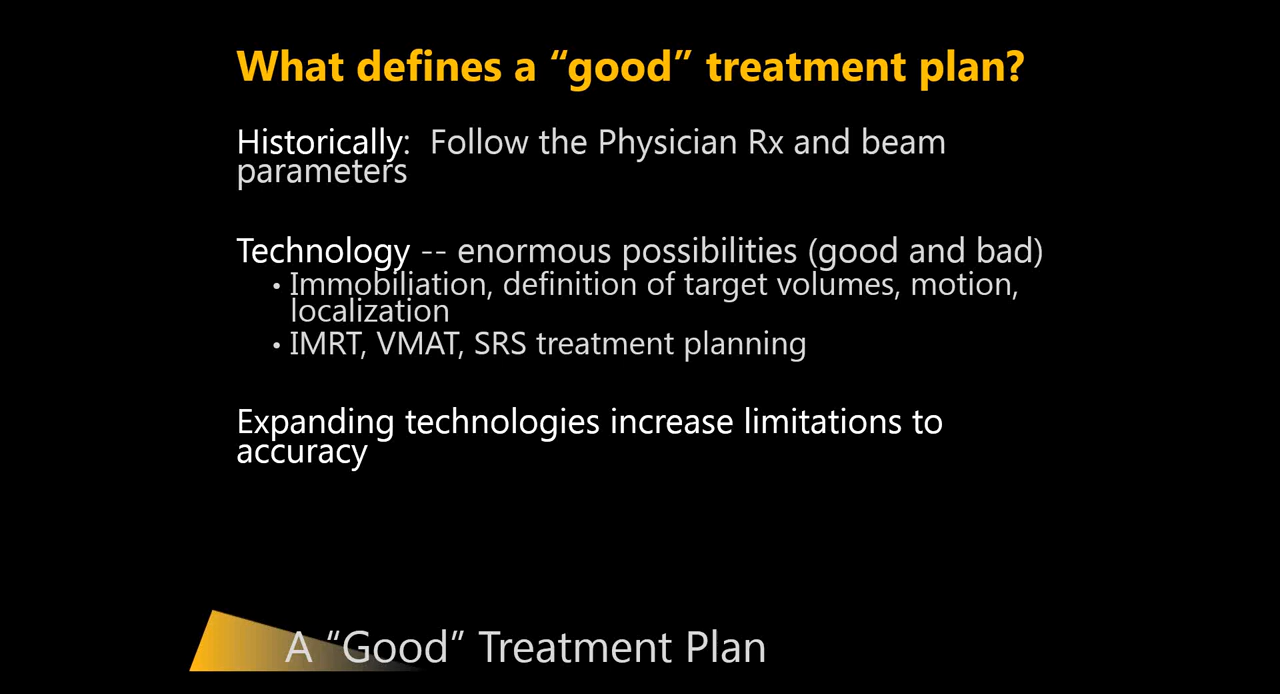 What defines a “good” treatment plan?
Historically:  Follow the Physician Rx and beam
parameters
Technology -- enormous possibilities (good and bad)
• Immobiliation, definition of target volumes, motion,
localization
• IMRT, VMAT, SRS treatment planning
Expanding technologies increase limitations to
accuracy
A “Good” Treatment Plan